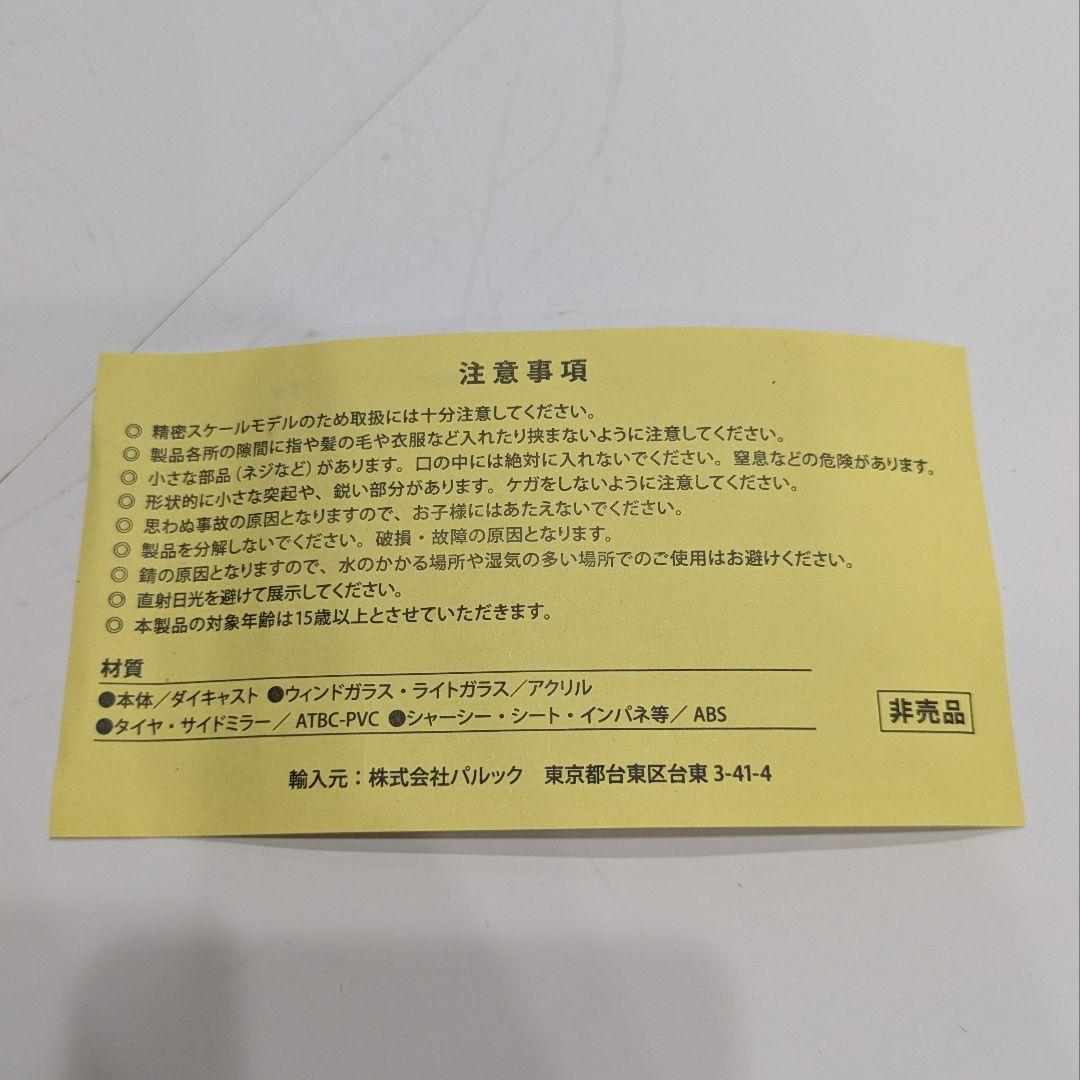 注意事項
◎ 精密スケールモデルのため取扱には十分注意してください。
◎ 製品各所の隙間に指や髪の毛や衣服など入れたり挟まないように注意してください。
◎ 小さな部品（ネジなど）があります。口の中には絶対に入れないでください。窒息などの危険があります。
◎ 形状的に小さな突起や、鋭い部分があります。ケガをしないように注意してください。
◎ 思わぬ事故の原因となりますので、お子様にはあたえないでください。
◎ 製品を分解しないでください。破損・故障の原因となります。
◎ 錆の原因となりますので、水のかかる場所や湿気の多い場所でのご使用はお避けください。
◎ 直射日光を避けて展示してください。
◎ 本製品の対象年齢は15歳以上とさせていただきます。
材質
●本体／ダイキャスト ●ウィンドガラス・ライトガラス／アクリル
●タイヤ・サイドミラー／ ATBC-PVC ●シャーシー・シート・インパネ等／ ABS
非売品
輸入元：株式会社パルック　東京都台東区台東 3-41-4